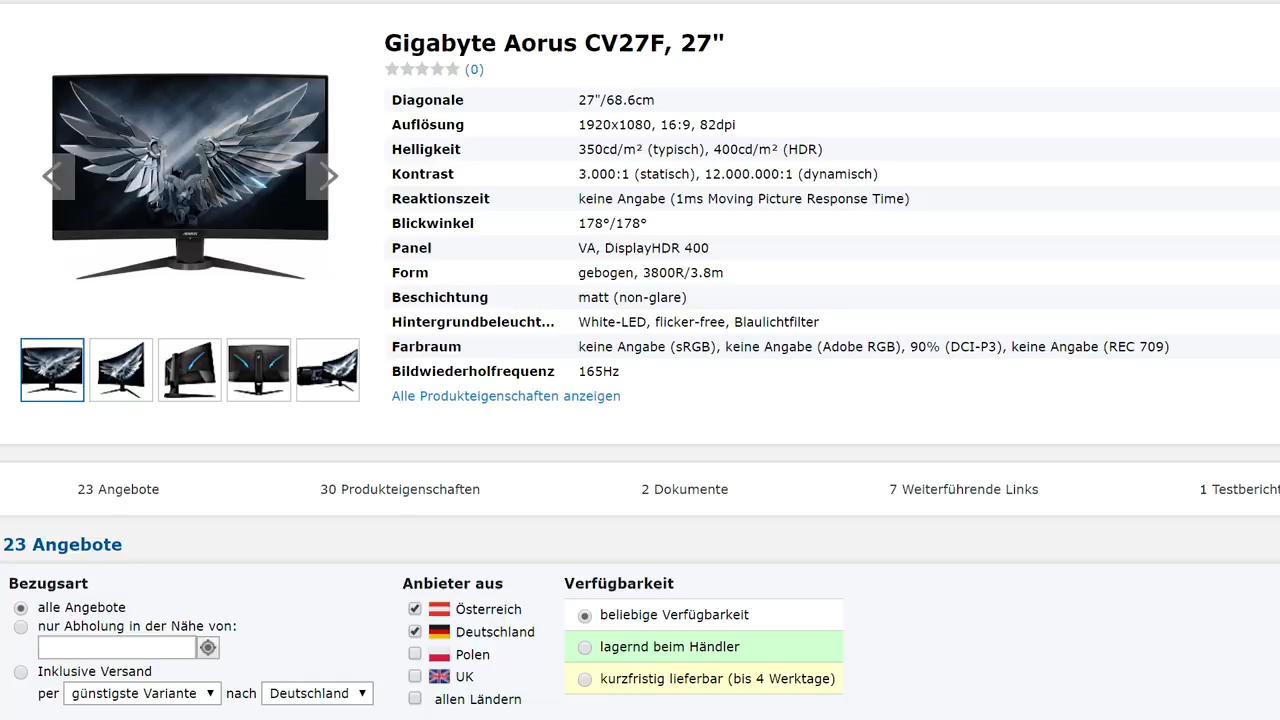 Gigabyte Aorus CV27F, 27"
(0)
Diagonale 27"/68.6cm
Auflösung 1920x1080, 16:9, 82dpi
Helligkeit 350cd/m² (typisch), 400cd/m² (HDR)
Kontrast 3.000:1 (statisch), 12.000.000:1 (dynamisch)
Reaktionszeit keine Angabe (1ms Moving Picture Response Time)
Blickwinkel 178°/178°
Panel VA, DisplayHDR 400
Form gebogen, 3800R/3.8m
Beschichtung matt (non-glare)
Hintergrundbeleucht... White-LED, flicker-free, Blaulichtfilter
Farbraum keine Angabe (sRGB), keine Angabe (Adobe RGB), 90% (DCI-P3), keine Angabe (REC 709)
Bildwiederholfrequenz 165Hz
Alle Produkteigenschaften anzeigen
23 Angebote 30 Produkteigenschaften 2 Dokumente 7 Weiterführende Links 1 Testbericht
23 Angebote
Bezugsart
alle Angebote
nur Abholung in der Nähe von:
Inklusive Versand
per günstigste Variante nach Deutschland
Anbieter aus
Österreich
Deutschland
Polen
UK
allen Ländern
Verfügbarkeit
beliebige Verfügbarkeit
lagernd beim Händler
kurzfristig lieferbar (bis 4 Werktage)